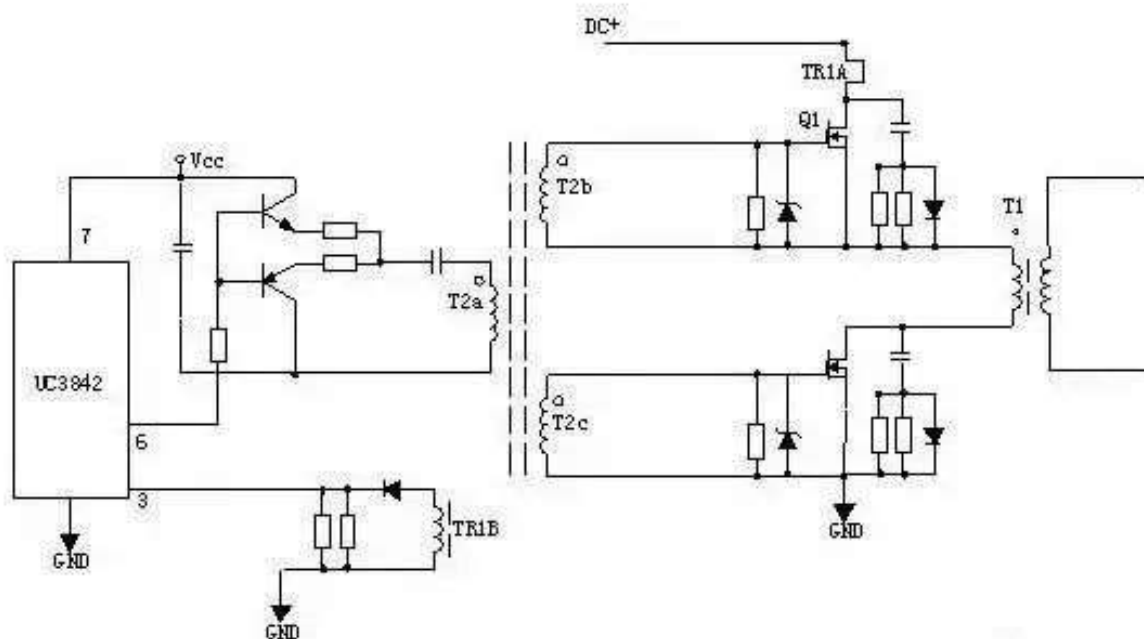 DC+
TR1A
Q1
Vcc
T2b
7
T1
T2a
UC3842
T2c
6
3
TR1B
GND
GND
GND